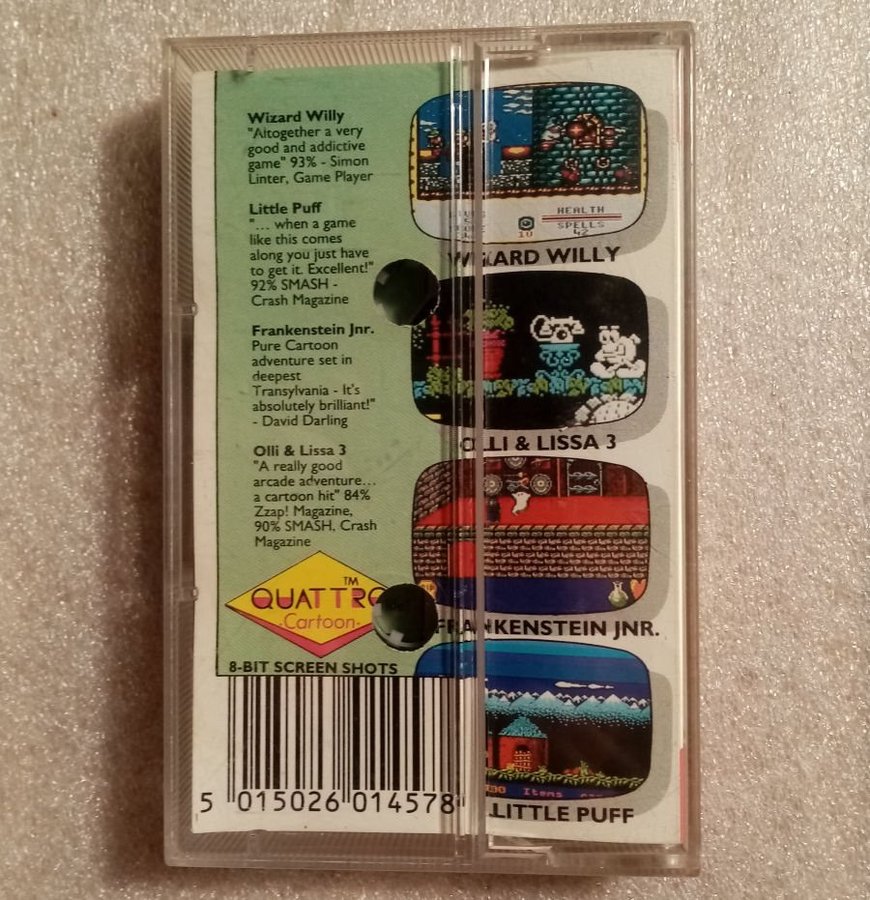 Wizard Willy
"Altogether a very
good and addictive
game" 93% - Simon
Linter, Game Player
Little Puff
"... when a game
like this comes
along you just have
to get it. Excellent!"
92% SMASH -
Crash Magazine
Frankenstein Jnr.
Pure Cartoon
adventure set in
deepest
Transylvania - It's
absolutely brilliant!"
- David Darling
Olli & Lissa 3
"A really good
arcade adventure...
a cartoon hit" 84%
Zzap! Magazine,
90% SMASH, Crash
Magazine
QUATTRO TM
-Cartoon-
8-BIT SCREEN SHOTS
5 015026 014578
HEALTH
SPELLS
42
1U
WIZARD WILLY
OLLI & LISSA 3
FRANKENSTEIN JNR.
Items
LITTLE PUFF